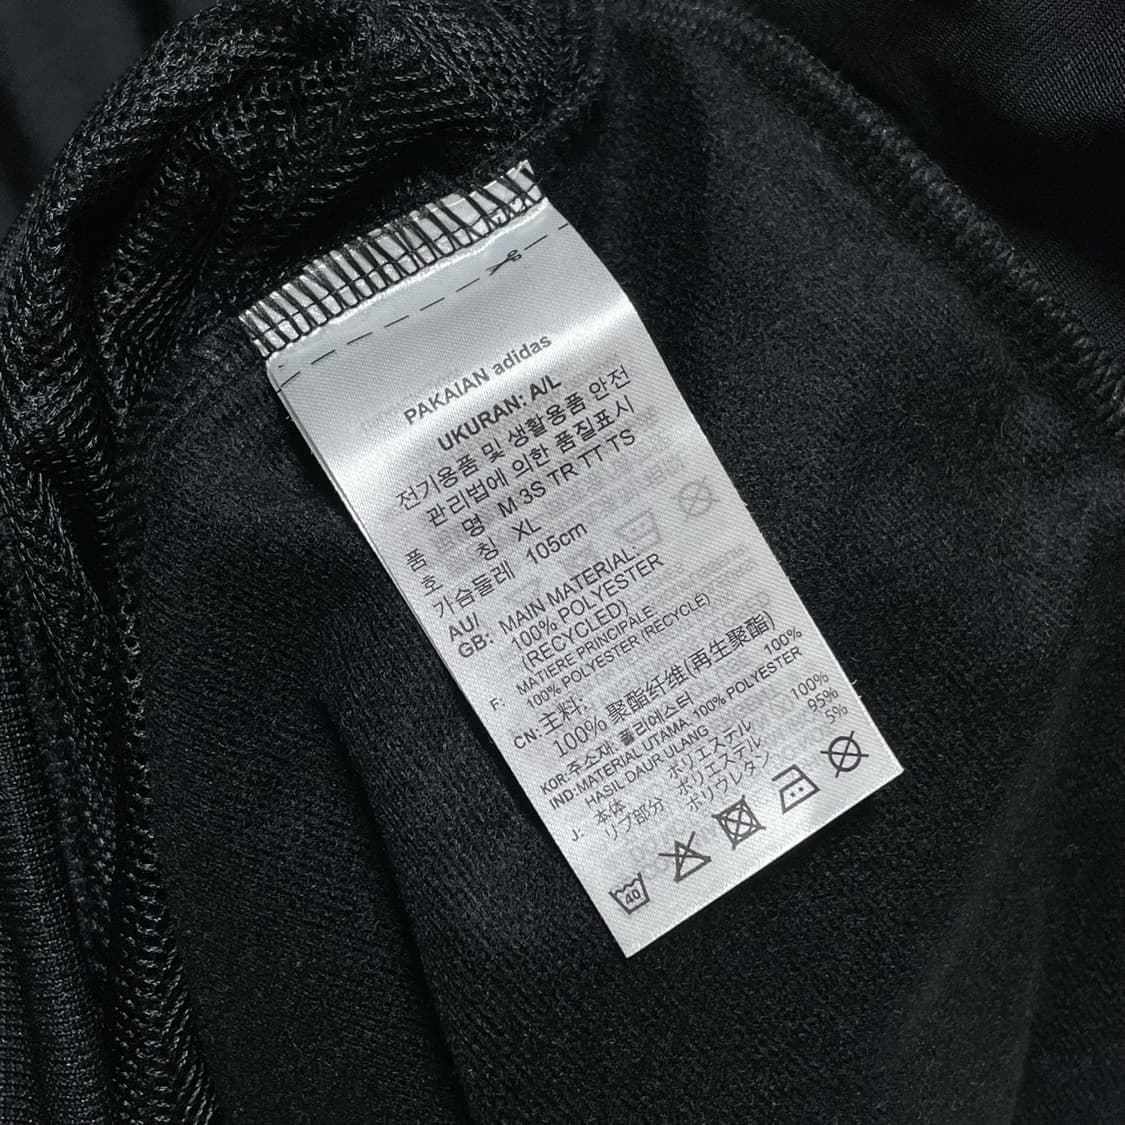 PAKAIAN adidas
UKURAN: A/L
전기용품 및 생활용품 안전
관리법에 의한 품질표시
품 명 M 3S TR TT TS
호 칭 XL
가슴둘레 105cm
AU/
GB: MAIN MATERIAL:
100% POLYESTER
(RECYCLED)
F: MATIERE PRINCIPALE
100% POLYESTER (RECYCLÉ)
CN: 主料:
100% 聚酯纤维(再生聚酯)
KOR: 주소재: 폴리에스터 100%
IND: MATERIAL UTAMA, 100% POLYESTER
HASIL DAUR ULANG
J: 本体 ポリエステル 100%
リブ部分 ポリエステル 95%
ポリウレタン 5%
40